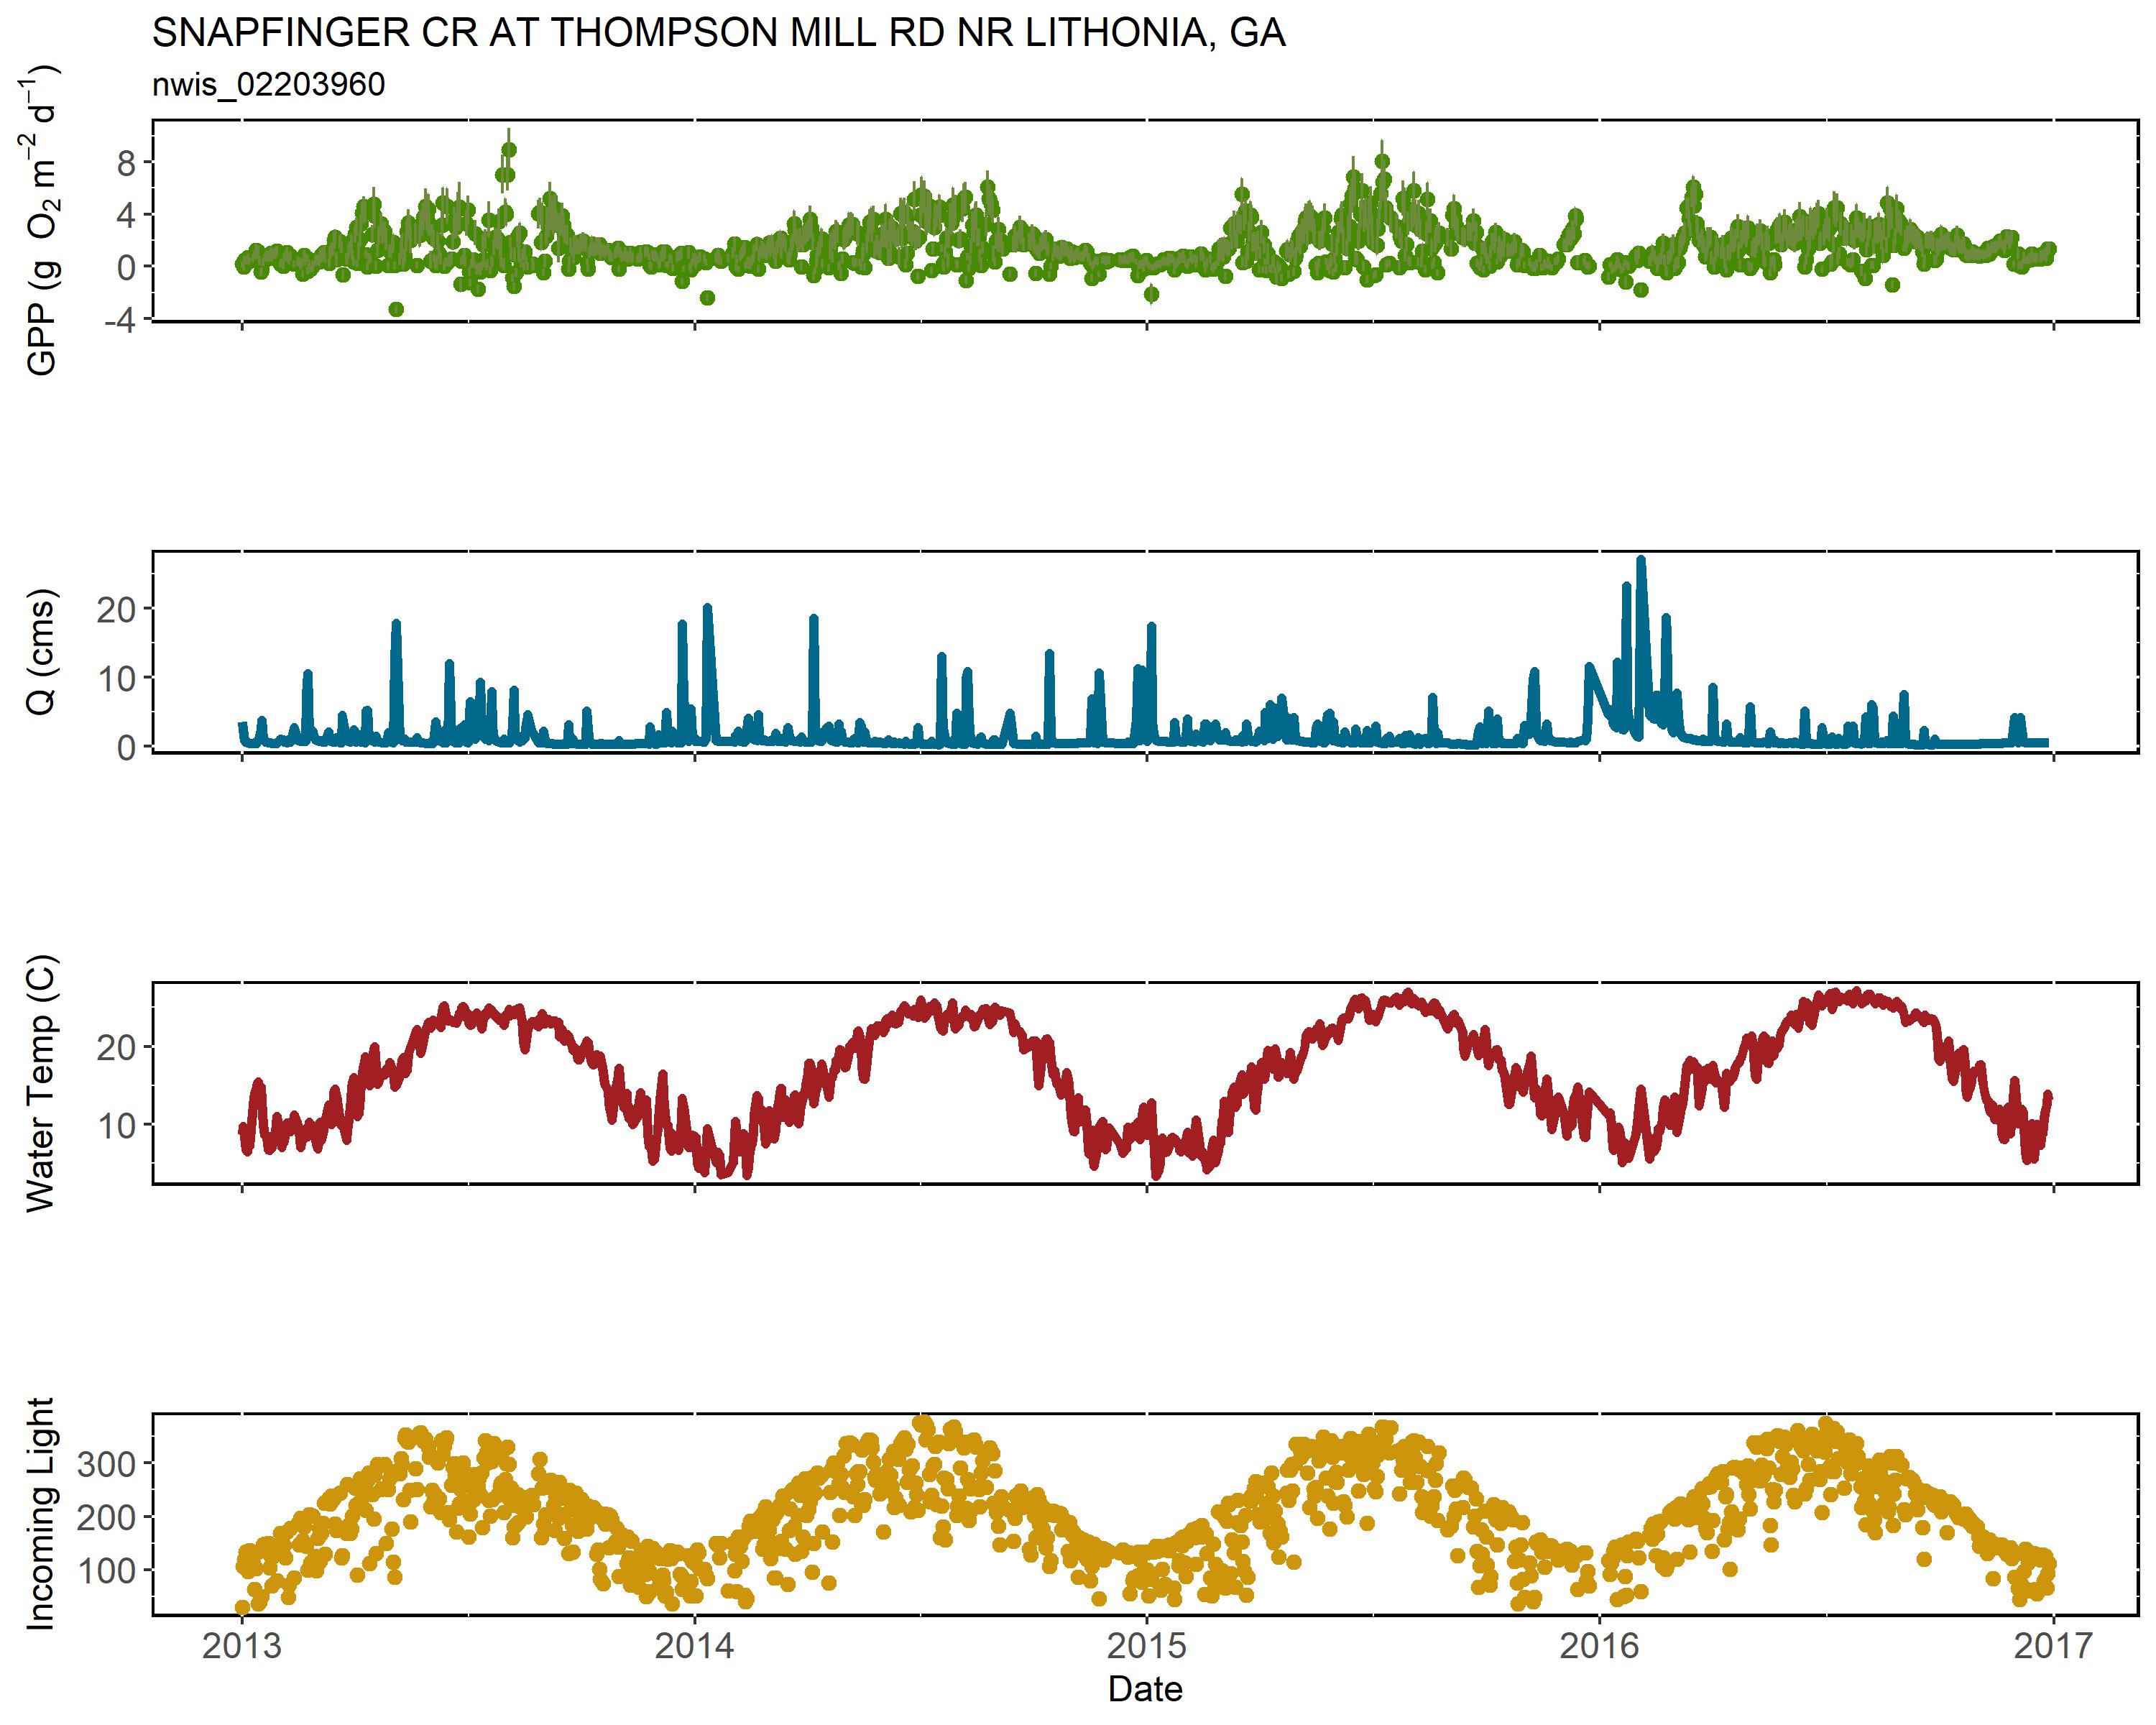 SNAPFINGER CR AT THOMPSON MILL RD NR LITHONIA, GA
nwis_02203960
GPP (g O₂ m⁻² d⁻¹)
8
4
0
-4
Q (cms)
20
10
0
Water Temp (C)
20
10
Incoming Light
300
200
100
2013 2014 2015 2016 2017
Date